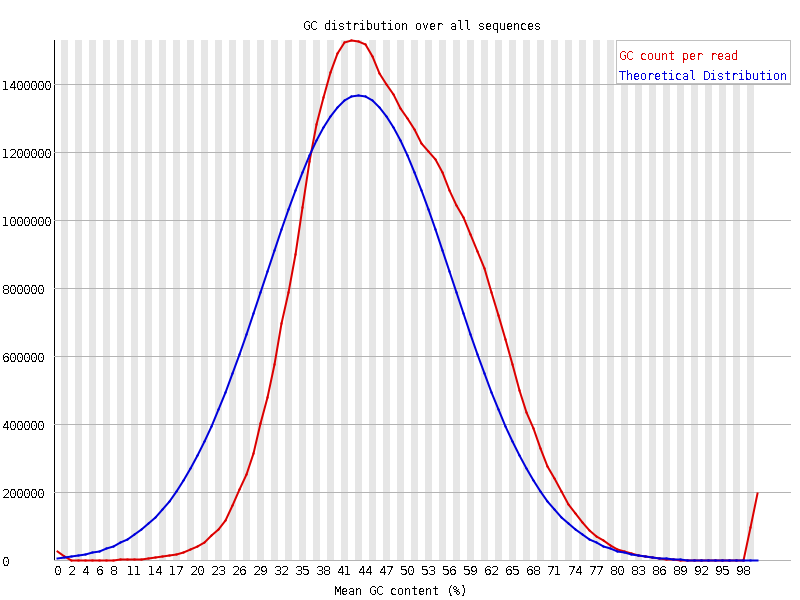 GC distribution over all sequences
GC count per read
Theoretical Distribution
1400000
1200000
1000000
800000
600000
400000
200000
0
0 2 4 6 8 11 14 17 20 23 26 29 32 35 38 41 44 47 50 53 56 59 62 65 68 71 74 77 80 83 86 89 92 95 98
Mean GC content (%)